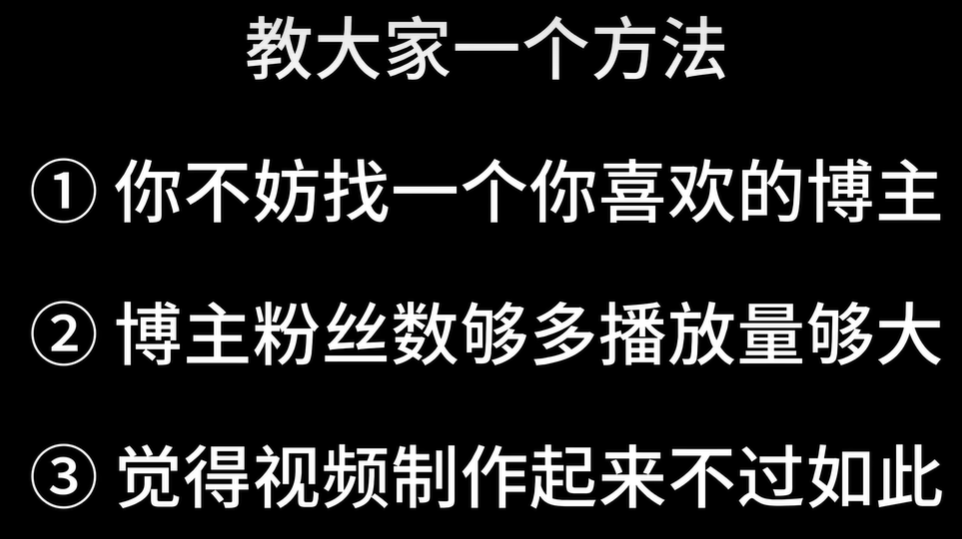 教大家一个方法
① 你不妨找一个你喜欢的博主
② 博主粉丝数够多播放量够大
③ 觉得视频制作起来不过如此